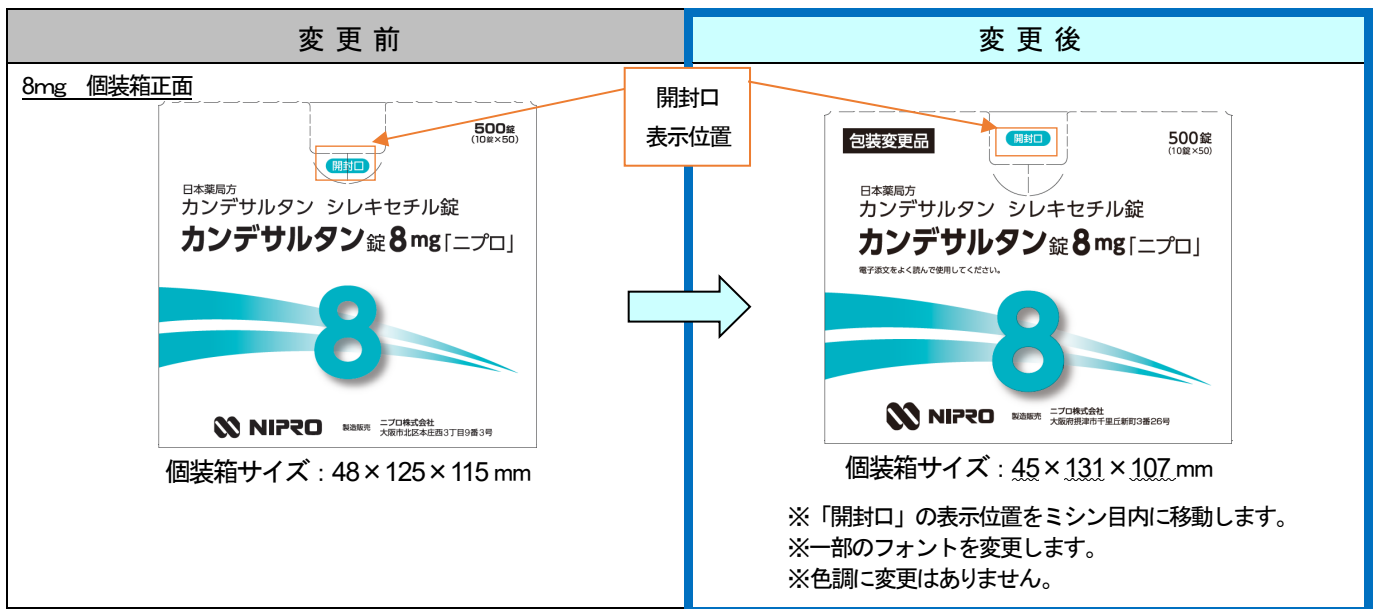 変更前
変更後
8mg　個装箱正面
開封口
表示位置
500錠
(10錠×50)
開封口
日本薬局方
カンデサルタン シレキセチル錠
カンデサルタン錠8mg「ニプロ」
8
NIPRO 製造販売 ニプロ株式会社
大阪市北区本庄西3丁目9番3号
個装箱サイズ：48×125×115 mm
包装変更品
開封口
500錠
(10錠×50)
日本薬局方
カンデサルタン シレキセチル錠
カンデサルタン錠8mg「ニプロ」
電子添文をよく読んで使用してください。
8
NIPRO 製造販売 ニプロ株式会社
大阪府摂津市千里丘新町3番26号
個装箱サイズ：45×131×107 mm
※「開封口」の表示位置をミシン目内に移動します。
※一部のフォントを変更します。
※色調に変更はありません。